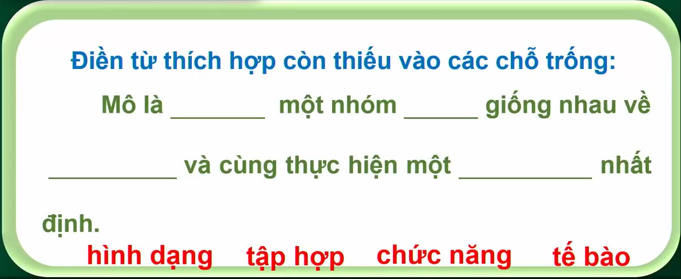 Điền từ thích hợp còn thiếu vào các chỗ trống:
Mô là ________ một nhóm ______ giống nhau về
___________ và cùng thực hiện một ___________ nhất
định.
hình dạng tập hợp chức năng tế bào